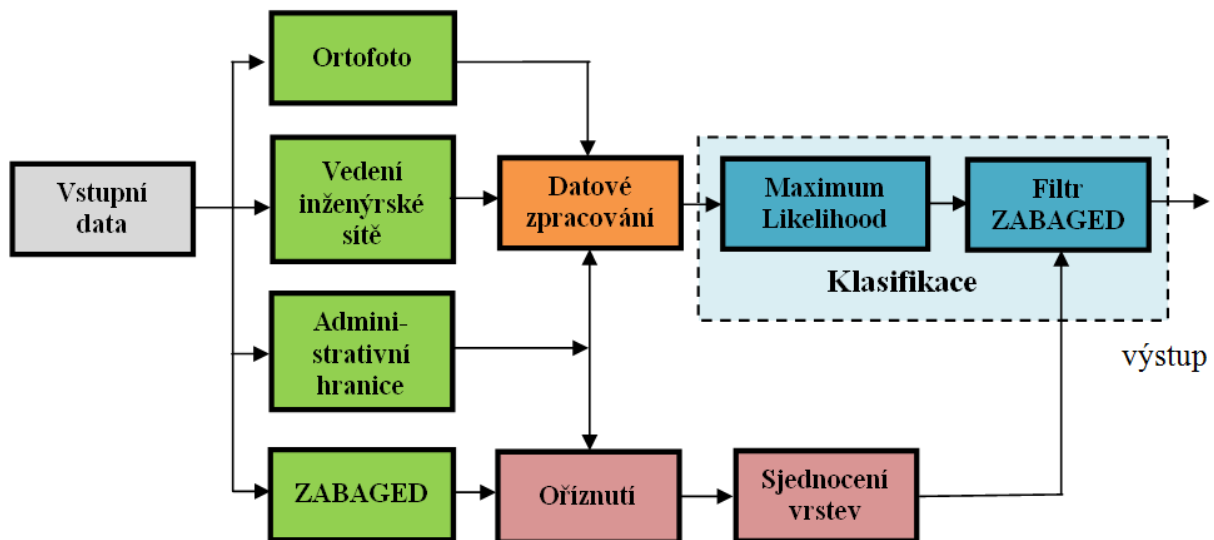 Ortofoto
Vstupní
data
Vedení
inženýrské
sítě
Datové
zpracování
Maximum
Likelihood
Filtr
ZABAGED
Klasifikace
Admini-
strativní
hranice
výstup
ZABAGED
Oříznutí
Sjednocení
vrstev